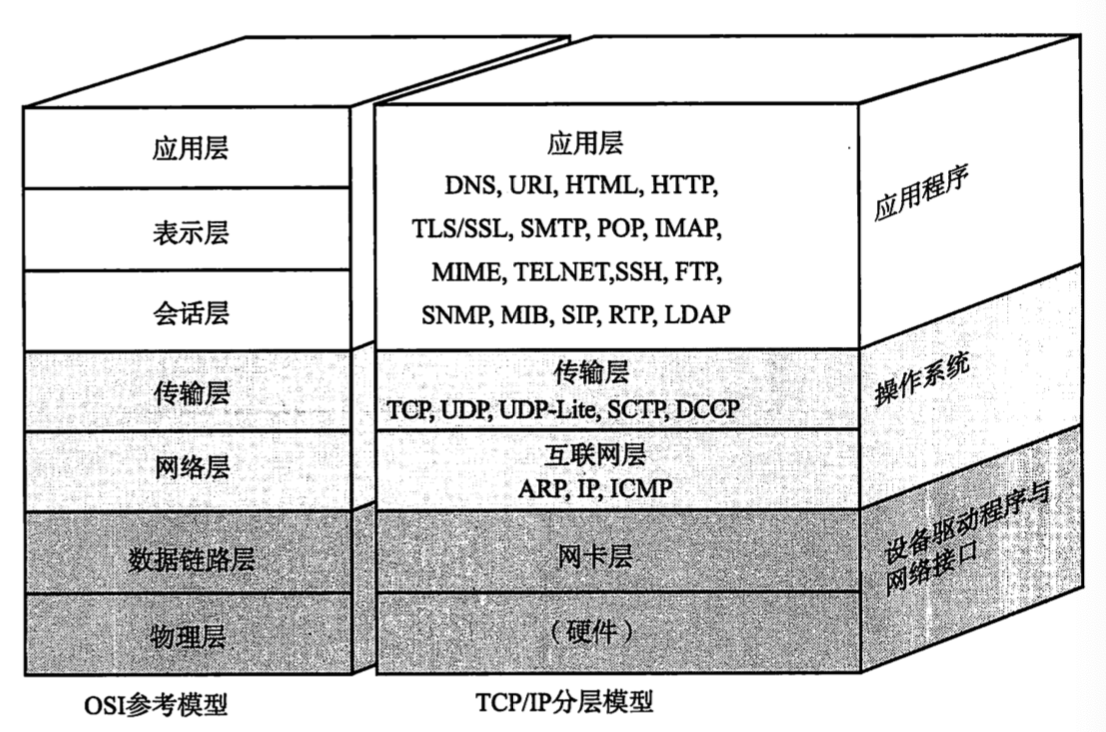 应用层
表示层
会话层
传输层
网络层
数据链路层
物理层
OSI参考模型
应用层
DNS, URI, HTML, HTTP,
TLS/SSL, SMTP, POP, IMAP,
MIME, TELNET,SSH, FTP,
SNMP, MIB, SIP, RTP, LDAP
传输层
TCP, UDP, UDP-Lite, SCTP, DCCP
互联网层
ARP, IP, ICMP
网卡层
（硬件）
TCP/IP分层模型
应用程序
操作系统
设备驱动程序与
网络接口